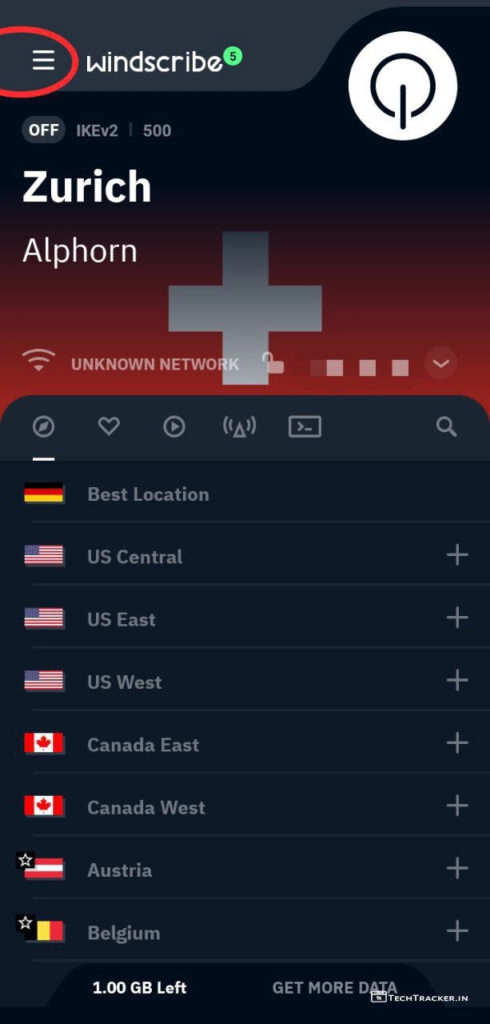 windscribe 5
OFF IKEv2 | 500
Zurich
Alphorn
UNKNOWN NETWORK
Best Location
US Central
US East
US West
Canada East
Canada West
Austria
Belgium
1.00 GB Left GET MORE DATA
TECHTRACKER.IN